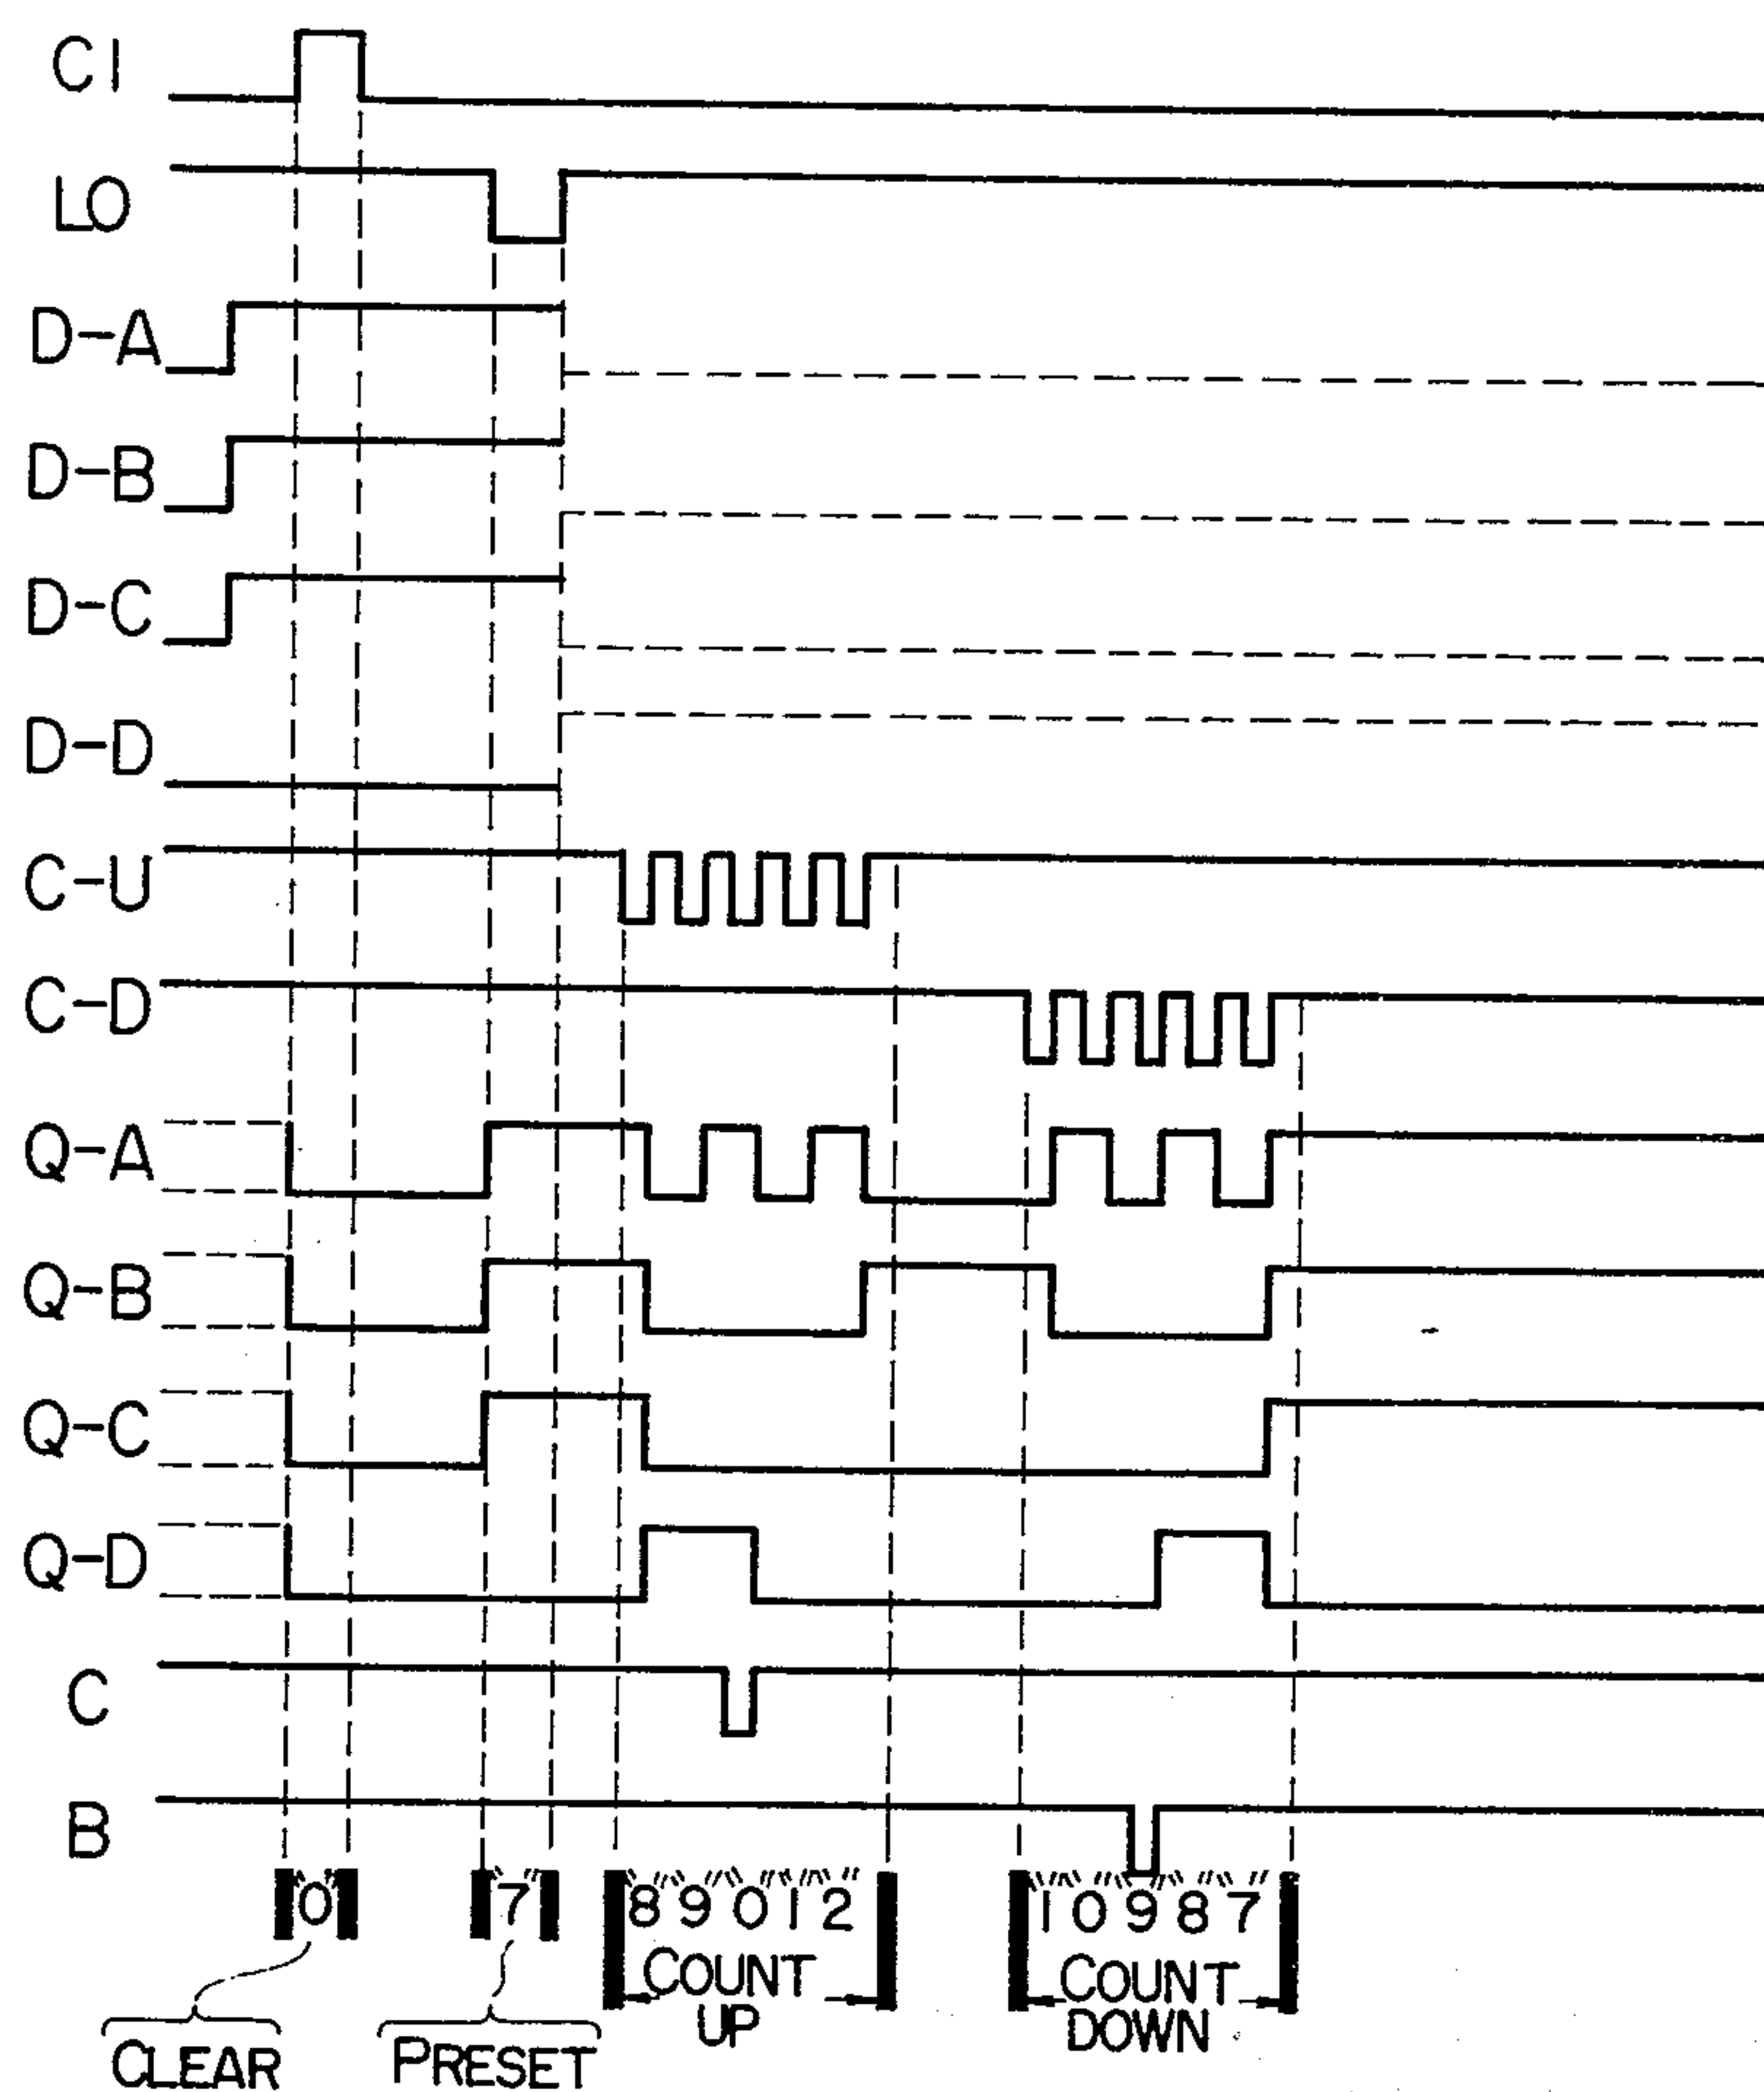 C1
LO
D-A
D-B
D-C
D-D
C-U
C-D
Q-A
Q-B
Q-C
Q-D
C
B
"0" "7" "8" "9" "0" "1" "2" "1" "0" "9" "8" "7"
COUNT UP
COUNT DOWN
CLEAR
PRESET